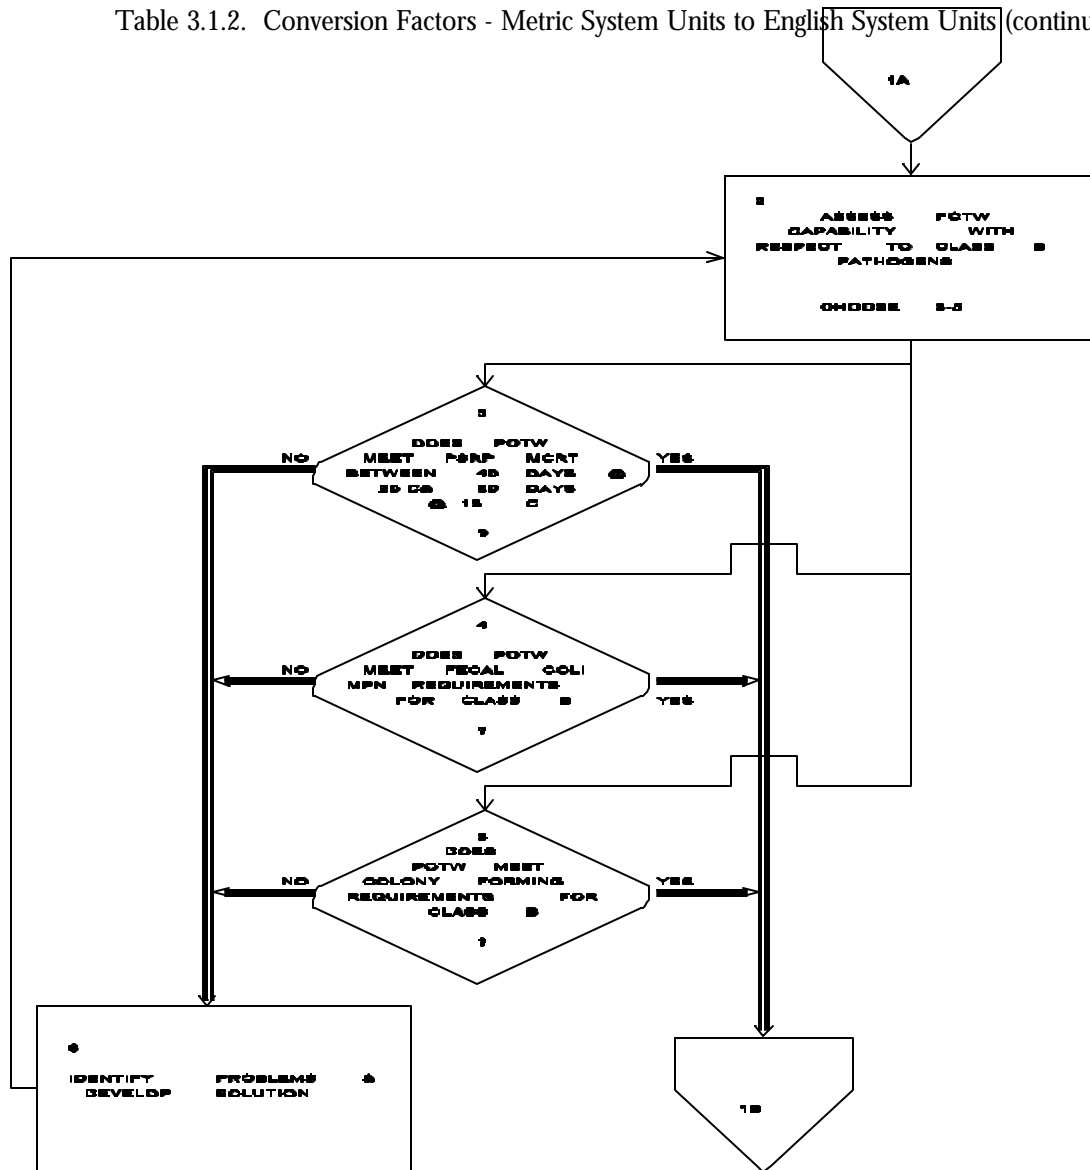 Table 3.1.2. Conversion Factors - Metric System Units to English System Units (continu
1A
2
ASSESS POTW
CAPABILITY WITH
RESPECT TO CLASS B
PATHOGENS
CHOOSE 3-5
3
DOES POTW
MEET PSRP MCRT
BETWEEN DAYS @
DAYS
@ 15 C
?
NO
YES
4
DOES POTW
MEET FECAL COLI
MPN REQUIREMENTS
FOR CLASS B
?
NO
YES
5
DOES
POTW MEET
COLONY FORMING
REQUIREMENTS FOR
CLASS B
?
NO
YES
6
IDENTIFY PROBLEMS &
DEVELOP SOLUTION
1B